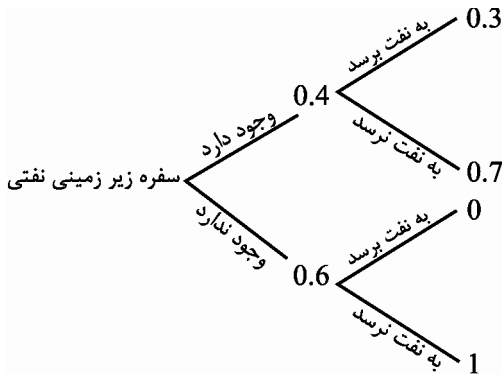 0.3
به نفت برسد
0.4
وجود دارد
به نفت نرسد
0.7
سفره زیر زمینی نفتی
0
به نفت برسد
وجود ندارد
0.6
به نفت نرسد
1